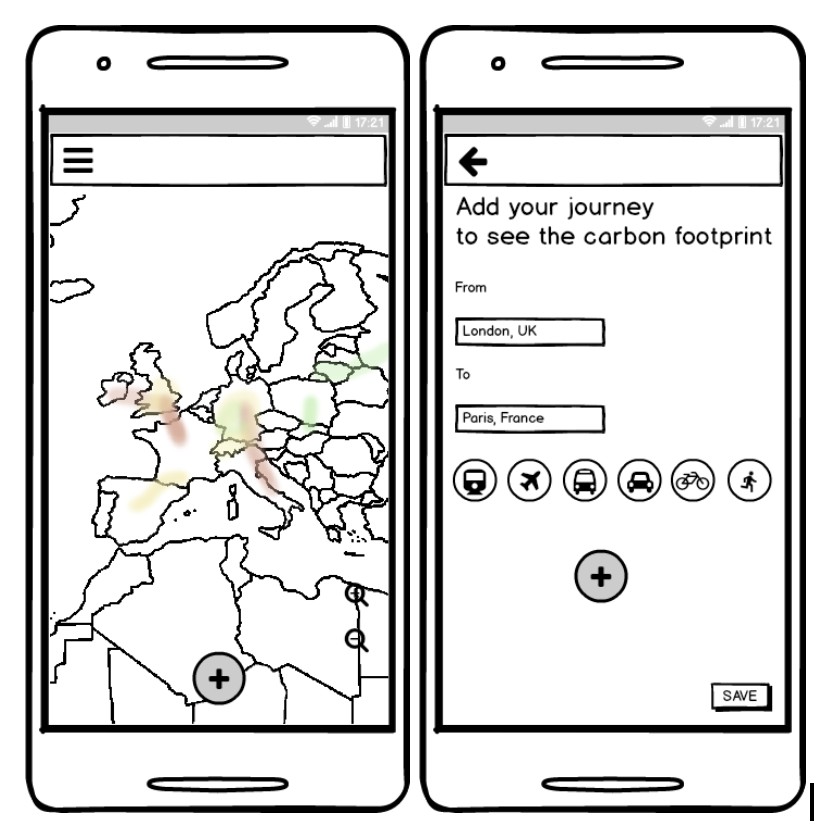 17:21
17:21
Add your journey
to see the carbon footprint
From
London, UK
To
Paris, France
SAVE